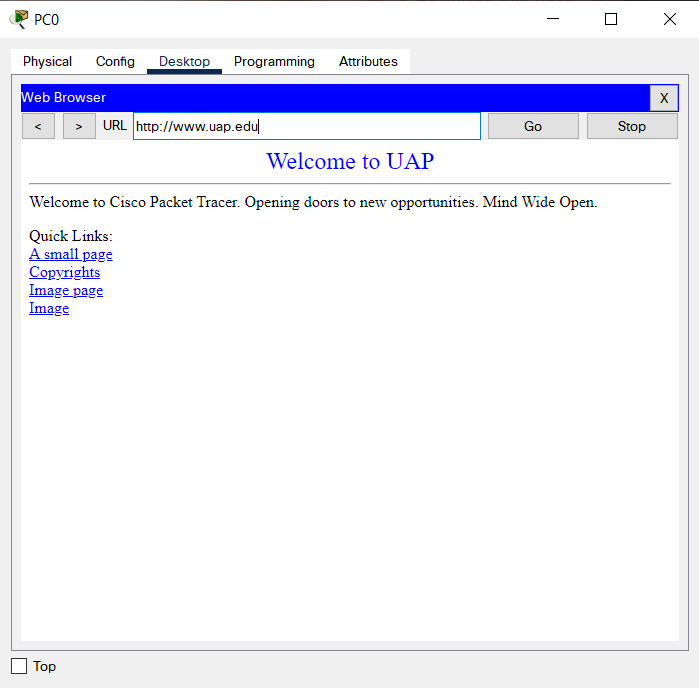 PC0
Physical Config Desktop Programming Attributes
Web Browser X
< > URL http://www.uap.edu Go Stop
Welcome to UAP
Welcome to Cisco Packet Tracer. Opening doors to new opportunities. Mind Wide Open.
Quick Links:
A small page
Copyrights
Image page
Image
Top